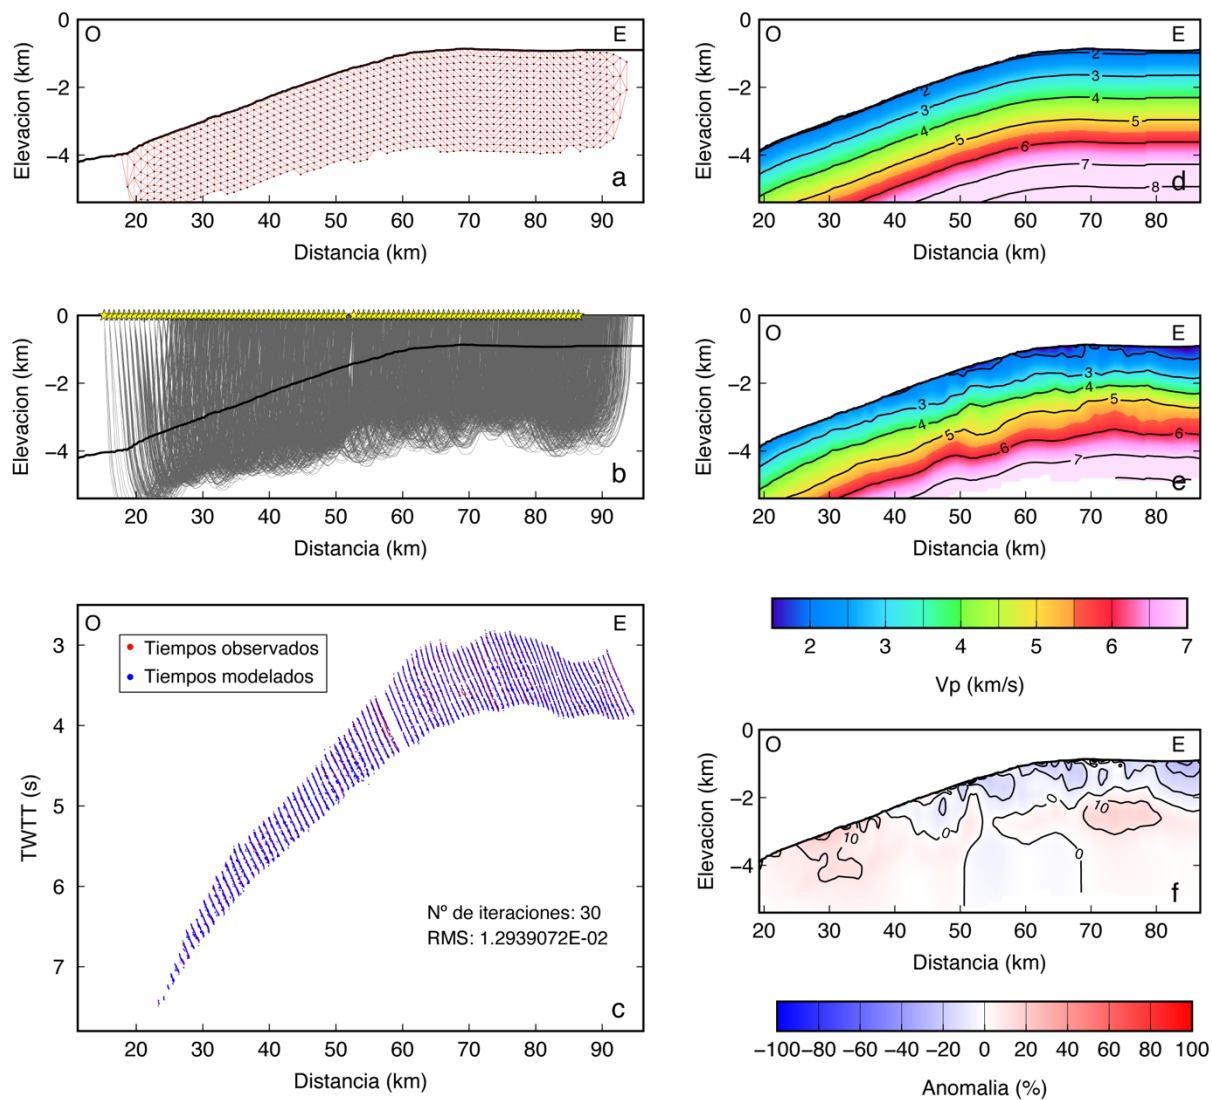 O E
Elevacion (km)
0
−2
−4
a
20 30 40 50 60 70 80 90
Distancia (km)
O E
Elevacion (km)
0
−2
−4
2
3
4
5
6
7
8
d
20 30 40 50 60 70 80
Distancia (km)
Elevacion (km)
0
−2
−4
b
20 30 40 50 60 70 80 90
Distancia (km)
O E
Elevacion (km)
0
−2
−4
3
4
5
6
7
e
20 30 40 50 60 70 80
Distancia (km)
2 3 4 5 6 7
Vp (km/s)
O E
TWTT (s)
3
4
5
6
7
Tiempos observados
Tiempos modelados
Nº de iteraciones: 30
RMS: 1.2939072E-02
c
20 30 40 50 60 70 80 90
Distancia (km)
O E
Elevacion (km)
0
−2
−4
10
0
0
10
0
f
20 30 40 50 60 70 80
Distancia (km)
−100 −80 −60 −40 −20 0 20 40 60 80 100
Anomalia (%)